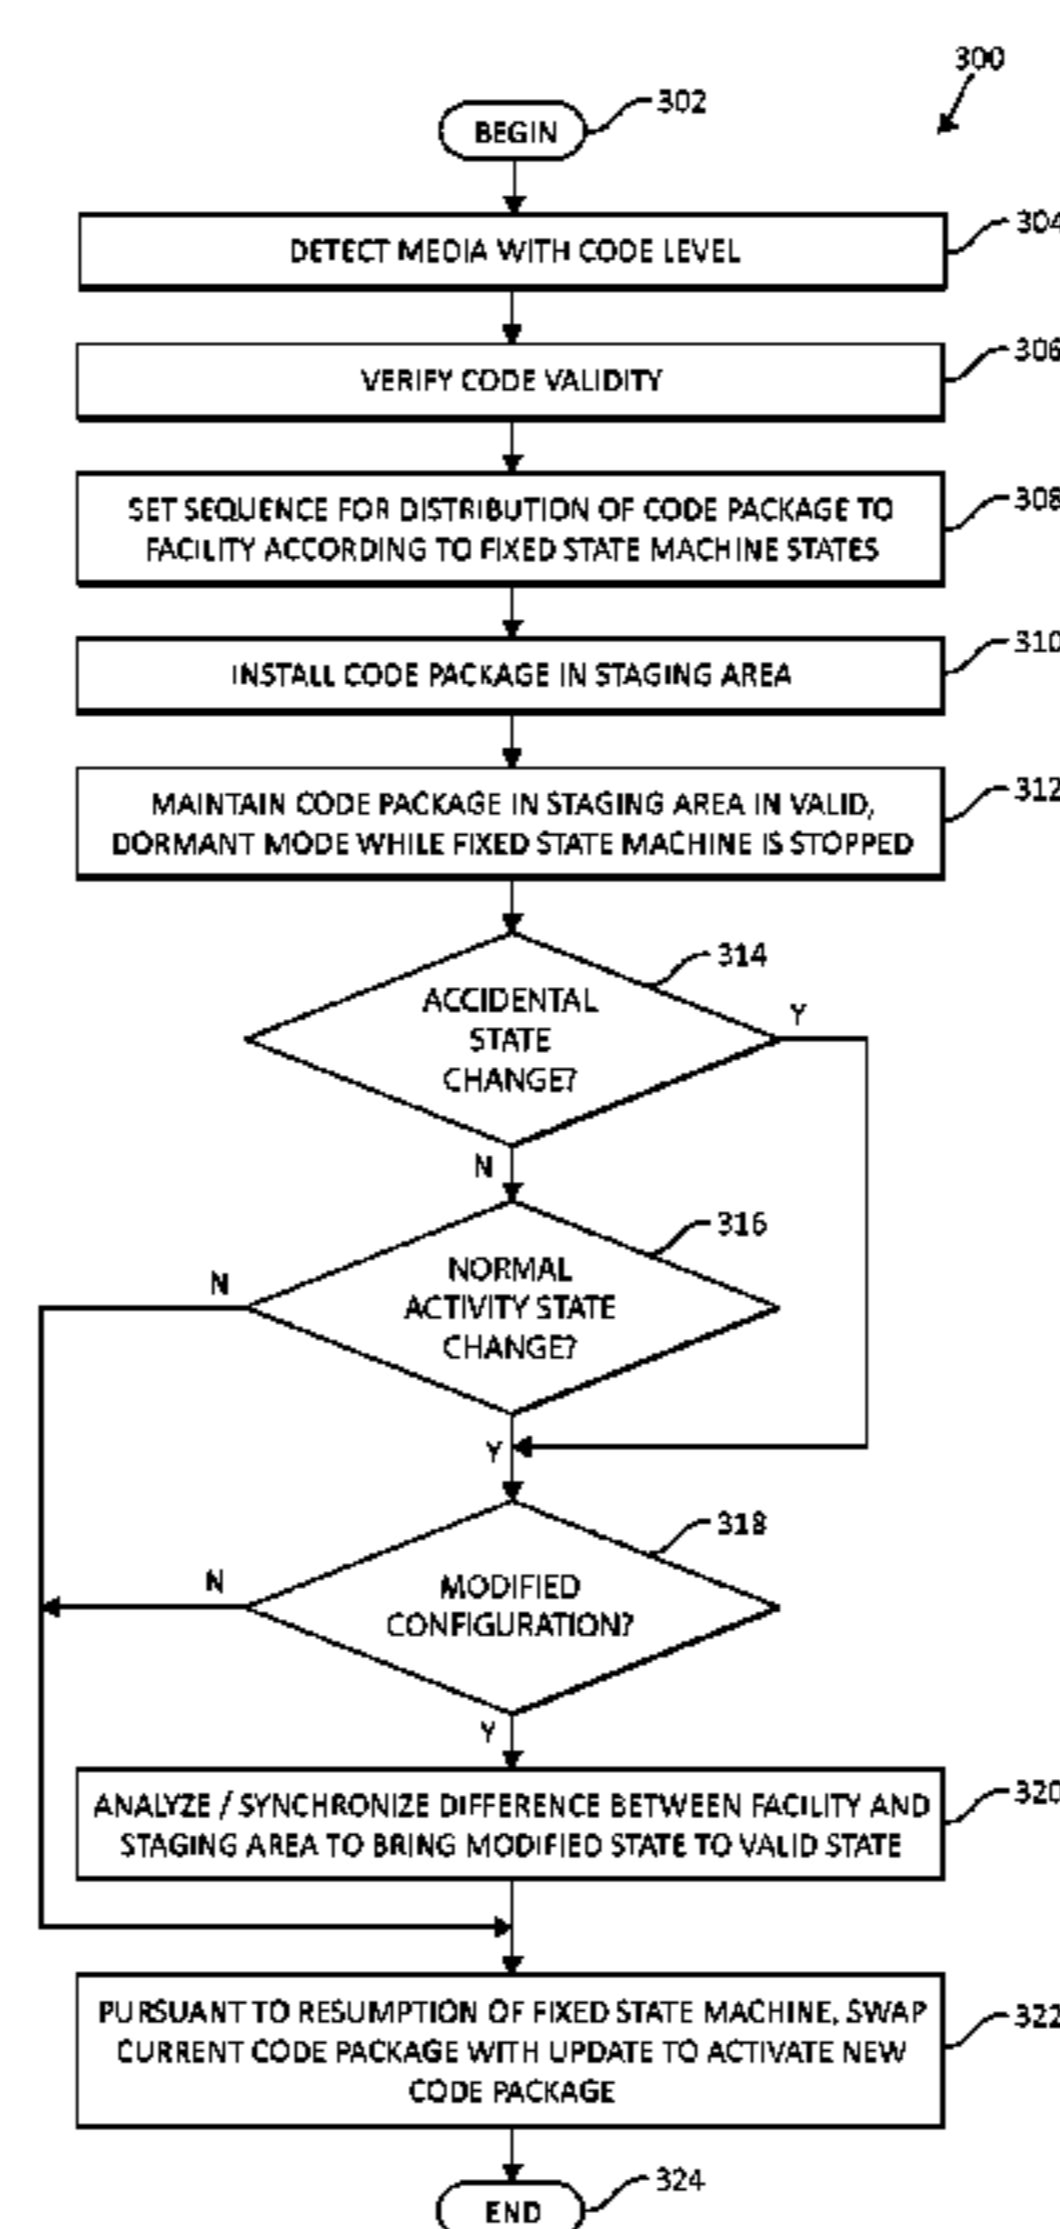 300
BEGIN
302
DETECT MEDIA WITH CODE LEVEL
304
VERIFY CODE VALIDITY
306
SET SEQUENCE FOR DISTRIBUTION OF CODE PACKAGE TO
FACILITY ACCORDING TO FIXED STATE MACHINE STATES
308
INSTALL CODE PACKAGE IN STAGING AREA
310
MAINTAIN CODE PACKAGE IN STAGING AREA IN VALID,
DORMANT MODE WHILE FIXED STATE MACHINE IS STOPPED
312
314
ACCIDENTAL
STATE
CHANGE?
Y
N
316
NORMAL
ACTIVITY STATE
CHANGE?
N
Y
318
MODIFIED
CONFIGURATION?
N
Y
ANALYZE / SYNCHRONIZE DIFFERENCE BETWEEN FACILITY AND
STAGING AREA TO BRING MODIFIED STATE TO VALID STATE
320
PURSUANT TO RESUMPTION OF FIXED STATE MACHINE, SWAP
CURRENT CODE PACKAGE WITH UPDATE TO ACTIVATE NEW
CODE PACKAGE
322
END
324